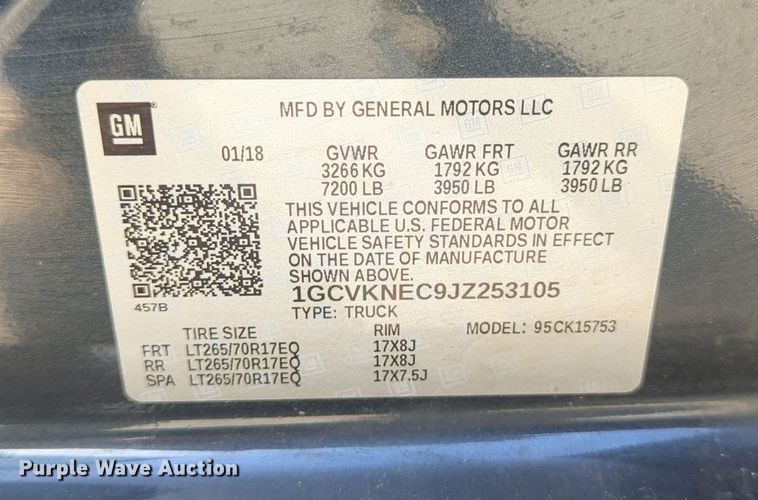 GM
MFD BY GENERAL MOTORS LLC
01/18 GVWR GAWR FRT GAWR RR
3266 KG 1792 KG 1792 KG
7200 LB 3950 LB 3950 LB
THIS VEHICLE CONFORMS TO ALL
APPLICABLE U.S. FEDERAL MOTOR
VEHICLE SAFETY STANDARDS IN EFFECT
ON THE DATE OF MANUFACTURE
SHOWN ABOVE.
1GCVKNEC9JZ253105
457B
TYPE: TRUCK
TIRE SIZE RIM MODEL: 95CK15753
FRT LT265/70R17EQ 17X8J
RR LT265/70R17EQ 17X8J
SPA LT265/70R17EQ 17X7.5J
Purple Wave Auction
Purple Wave Auction